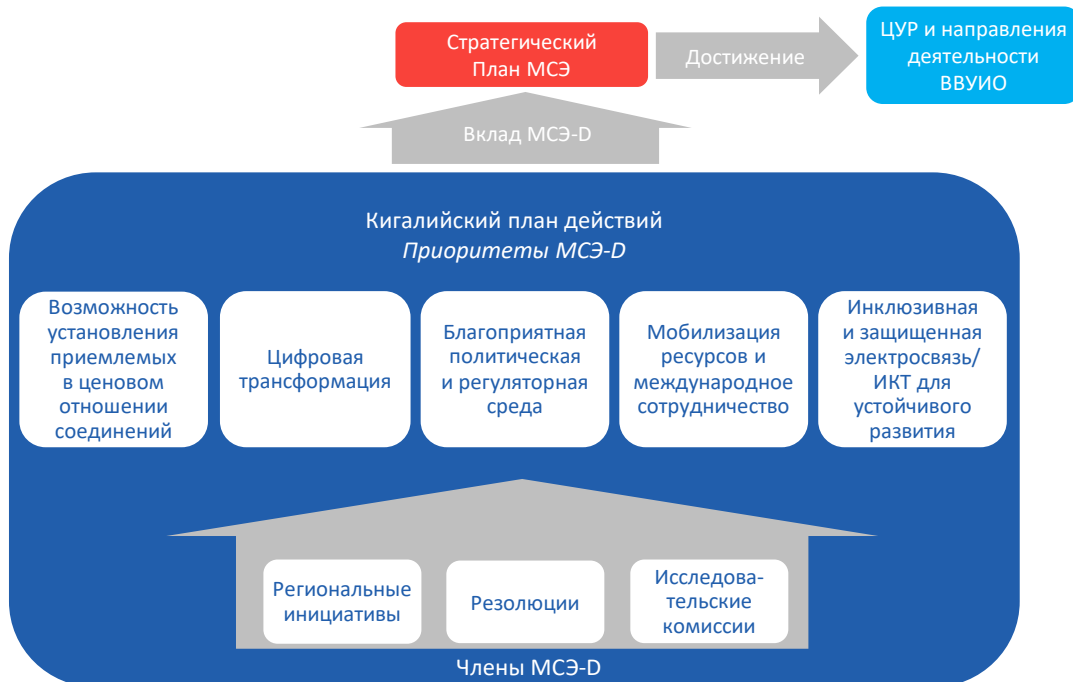 Стратегический
План МСЭ
Достижение
ЦУР и направления
деятельности
ВВУИО
Вклад МСЭ-D
Кигалийский план действий
Приоритеты МСЭ-D
Возможность
установления
приемлемых
в ценовом
отношении
соединений
Цифровая
трансформация
Благоприятная
политическая
и регуляторная
среда
Мобилизация
ресурсов и
международное
сотрудничество
Инклюзивная
и защищенная
электросвязь/
ИКТ для
устойчивого
развития
Региональные
инициативы
Резолюции
Исследова-
тельские
комиссии
Члены МСЭ-D